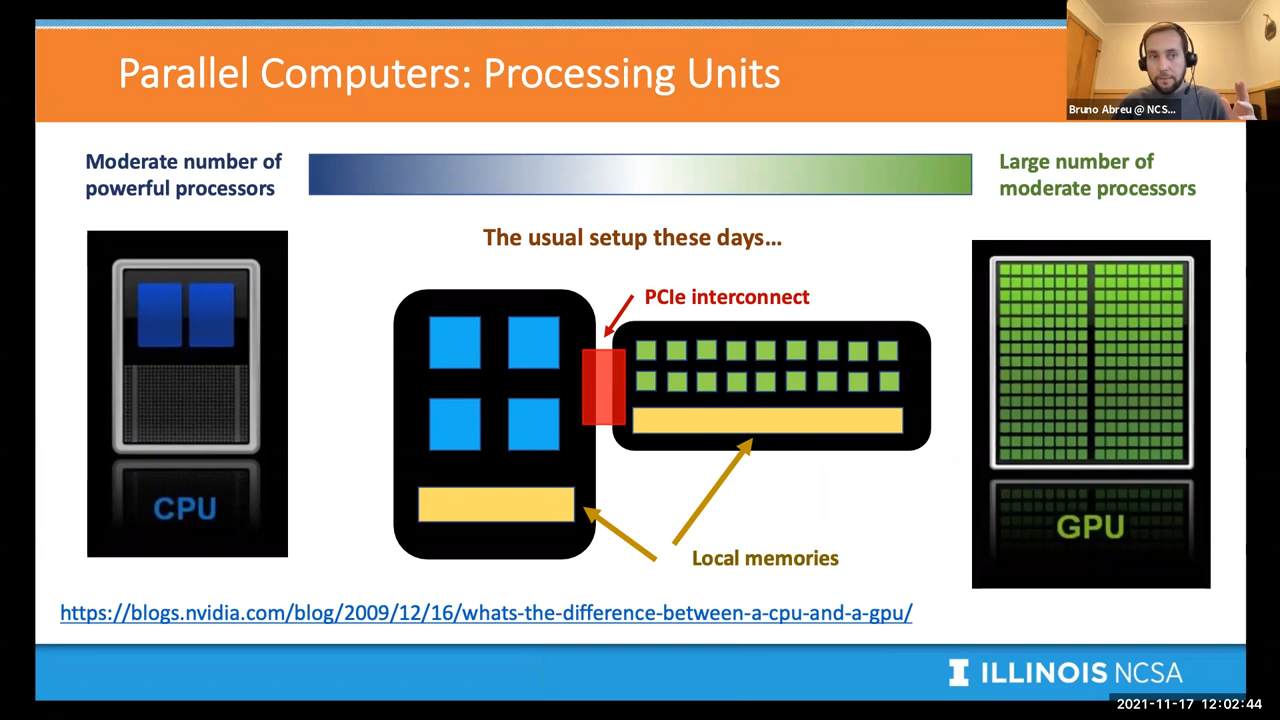 Parallel Computers: Processing Units
Bruno Abreu @ NCS...
Moderate number of
powerful processors
Large number of
moderate processors
The usual setup these days...
PCIe interconnect
CPU
GPU
Local memories
https://blogs.nvidia.com/blog/2009/12/16/whats-the-difference-between-a-cpu-and-a-gpu/
I ILLINOIS NCSA
2021-11-17 12:02:44